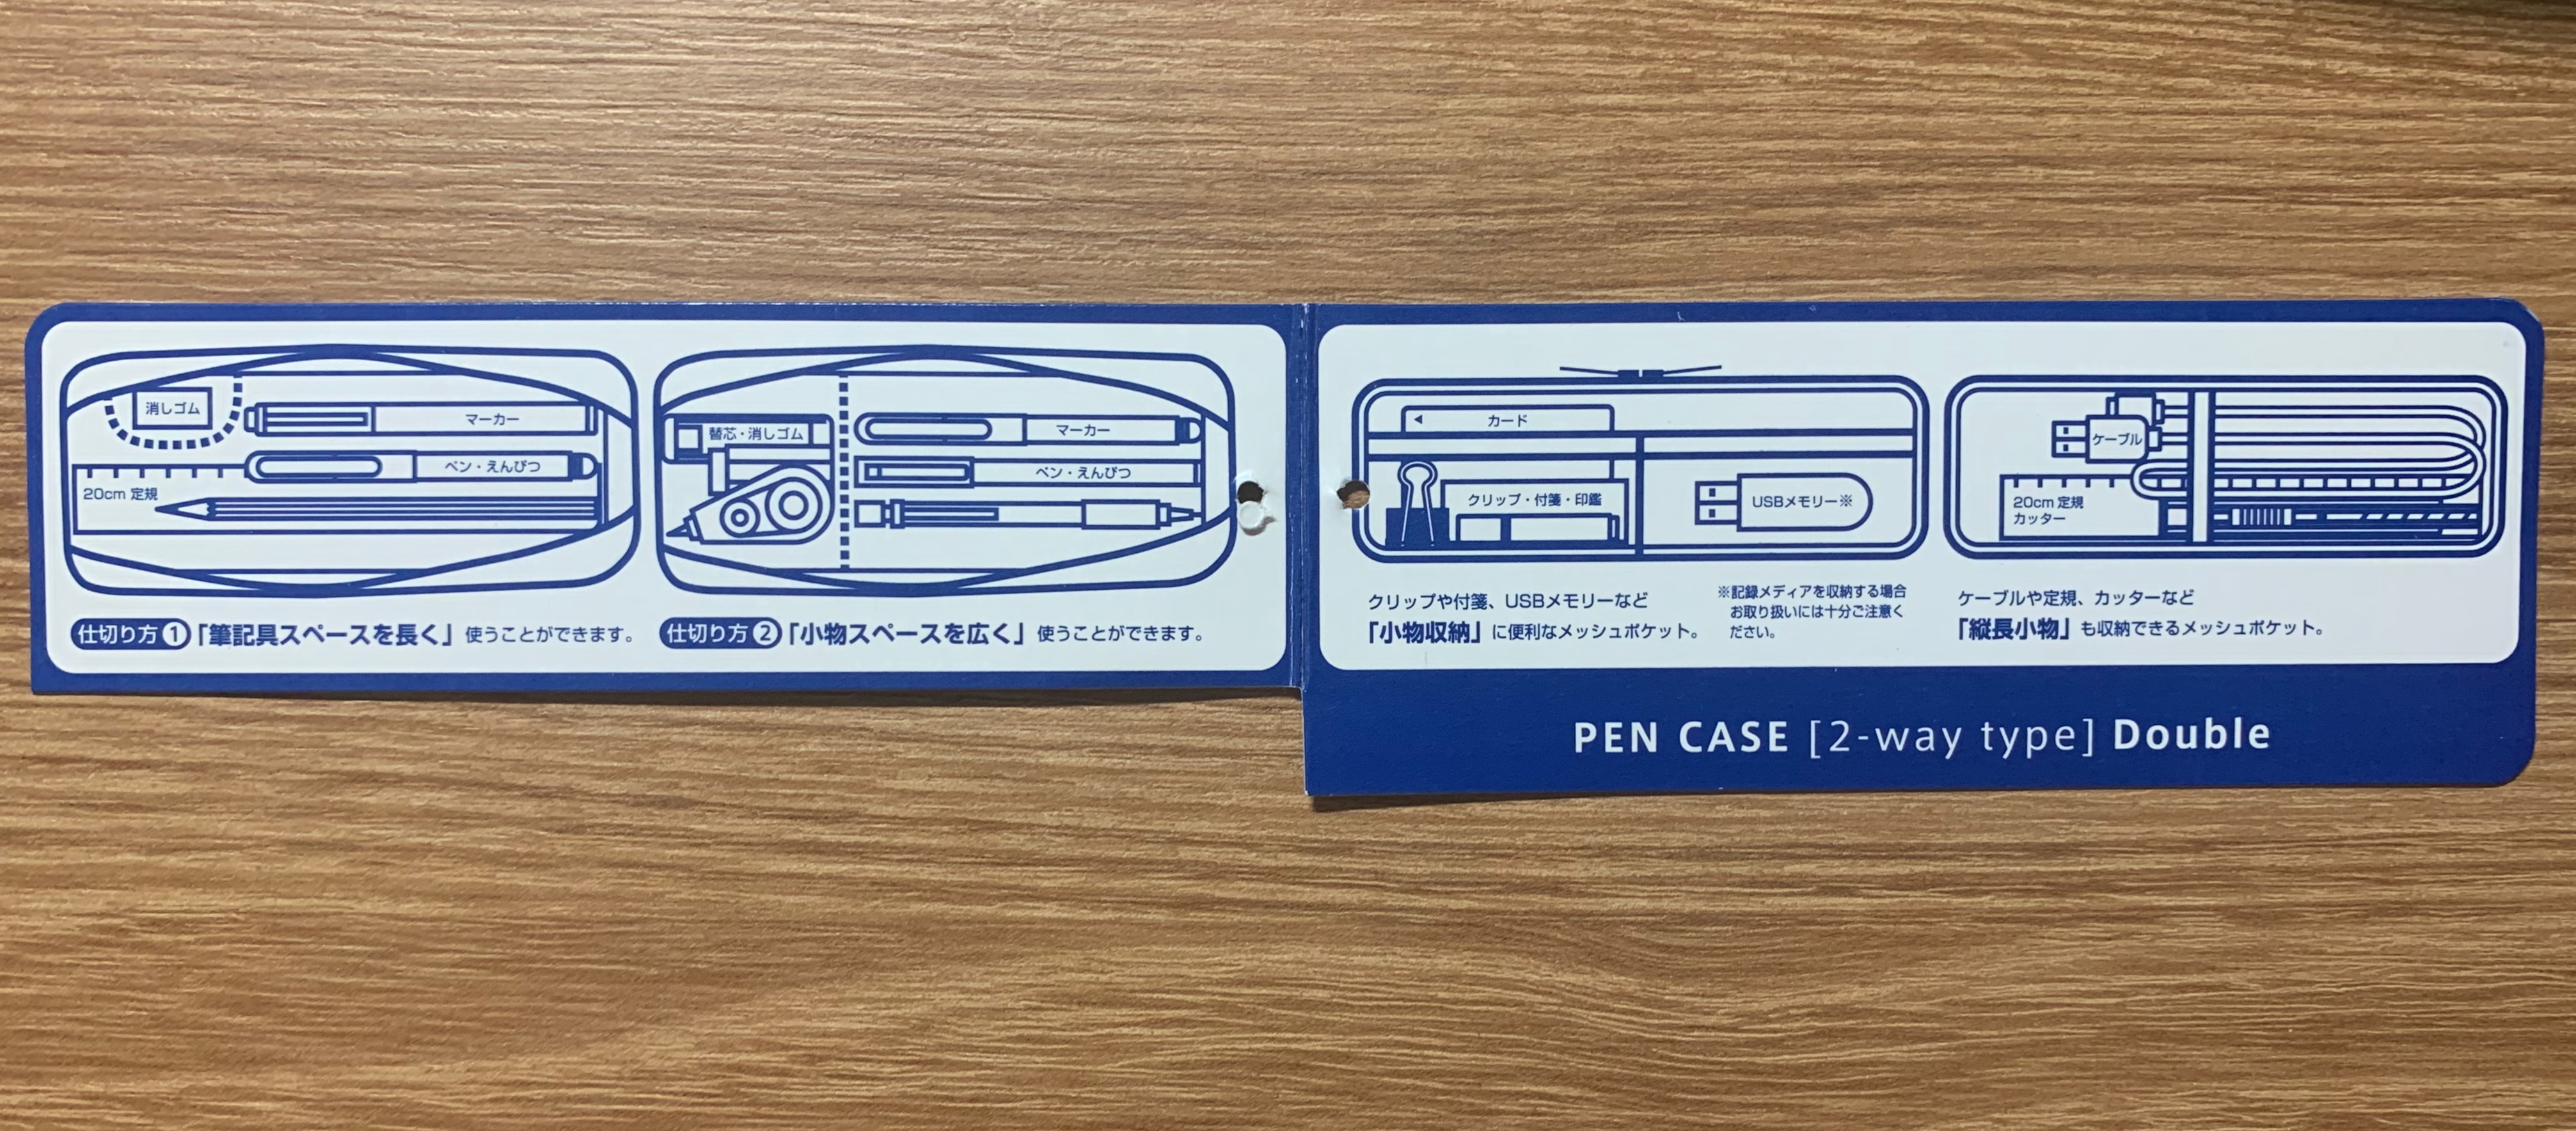 消しゴム
マーカー
ペン・えんぴつ
20cm 定規
仕切り方1「筆記具スペースを長く」使うことができます。
替芯・消しゴム
マーカー
ペン・えんぴつ
仕切り方2「小物スペースを広く」使うことができます。
カード
クリップ・付箋・印鑑
USBメモリー※
クリップや付箋、USBメモリーなど
「小物収納」に便利なメッシュポケット。
※記録メディアを収納する場合
お取り扱いには十分ご注意く
ださい。
ケーブル
20cm 定規
カッター
ケーブルや定規、カッターなど
「縦長小物」も収納できるメッシュポケット。
PEN CASE [2-way type] Double